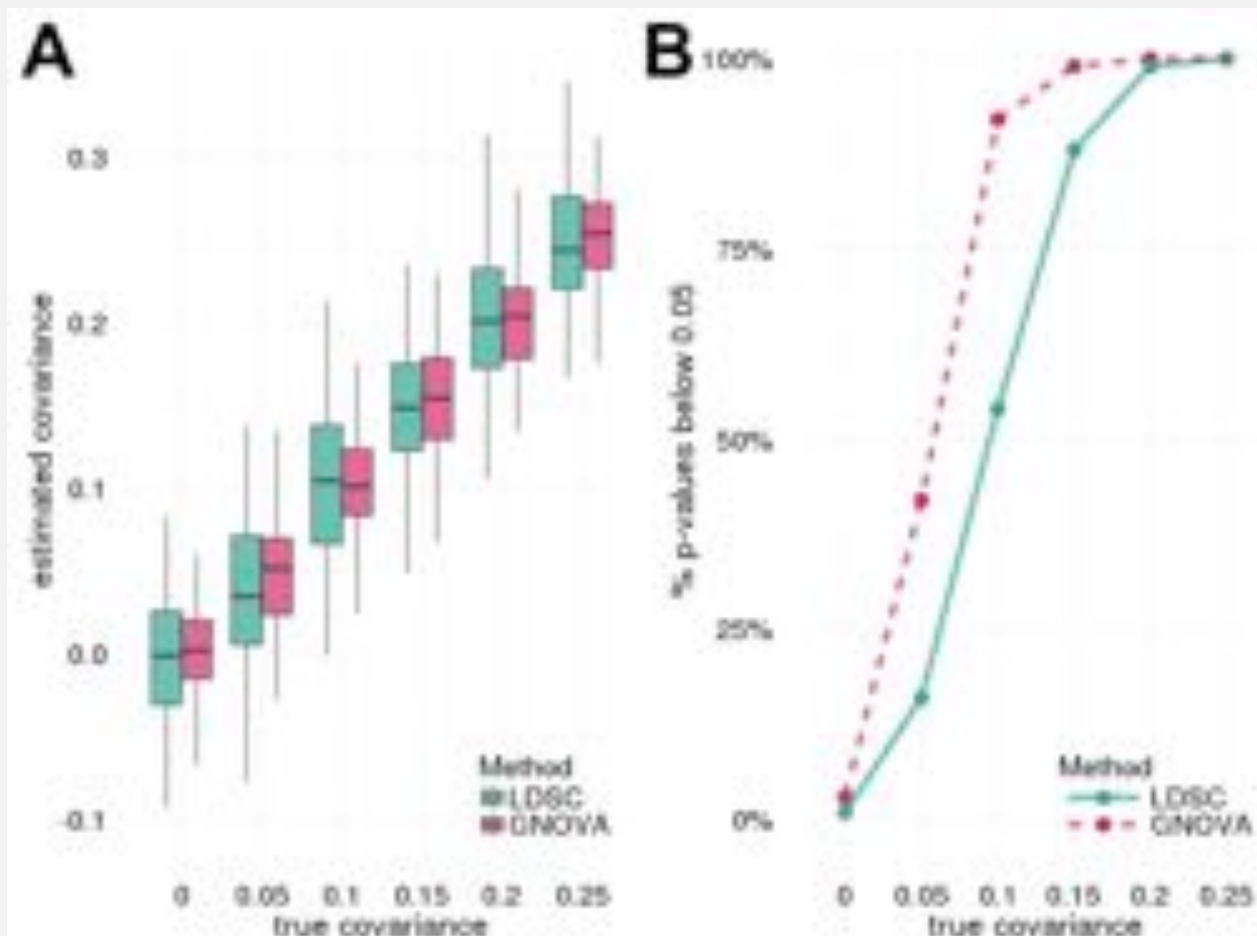 A
estimated covariance
0.3
0.2
0.1
0.0
-0.1
0 0.05 0.1 0.15 0.2 0.25
true covariance
Method
LDSC
GNOVA
B
% p-values below 0.05
100%
75%
50%
25%
0%
0 0.05 0.1 0.15 0.2 0.25
true covariance
Method
LDSC
GNOVA